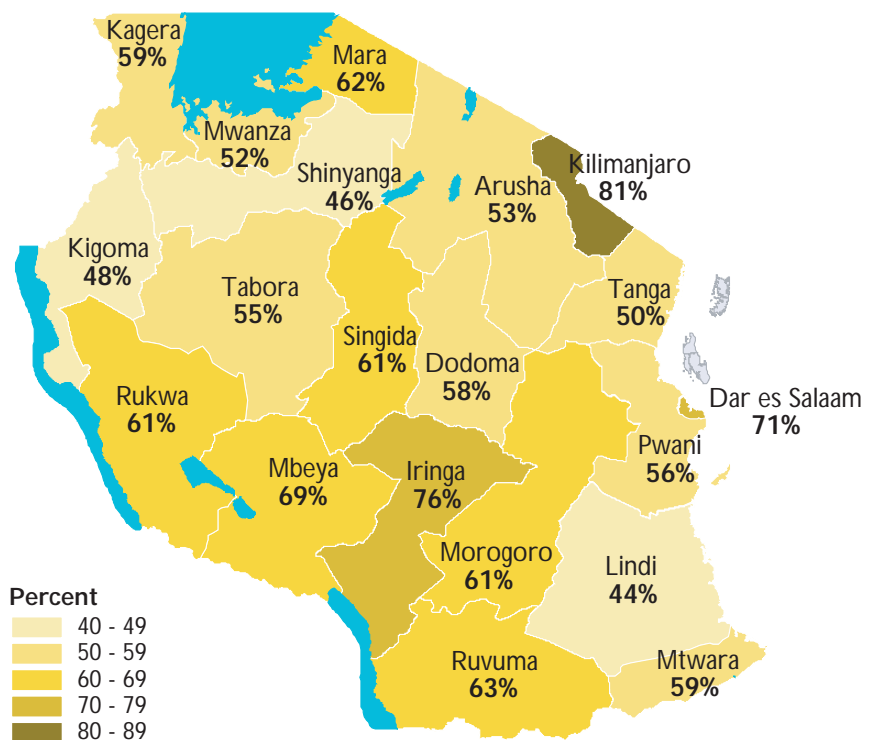 Kagera
59%
Mara
62%
Mwanza
52%
Shinyanga
46%
Kilimanjaro
81%
Arusha
53%
Kigoma
48%
Tabora
55%
Tanga
50%
Singida
61%
Dodoma
58%
Rukwa
61%
Dar es Salaam
71%
Pwani
56%
Mbeya
69%
Iringa
76%
Morogoro
61%
Lindi
44%
Ruvuma
63%
Mtwara
59%
Percent
40 - 49
50 - 59
60 - 69
70 - 79
80 - 89